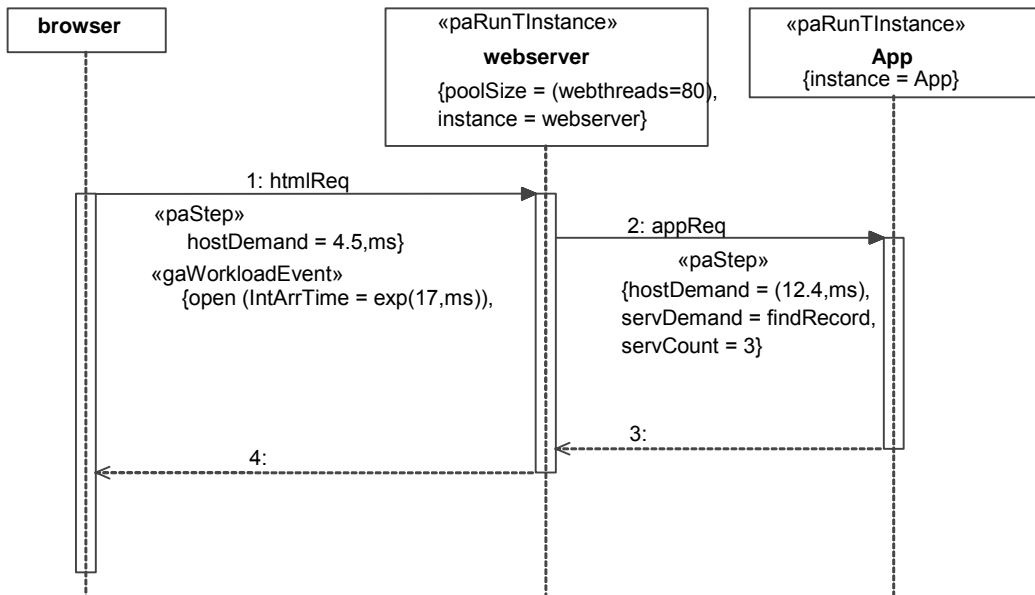 browser
«paRunTInstance»
webserver
{poolSize = (webthreads=80),
instance = webserver}
«paRunTInstance»
App
{instance = App}
1: htmlReq
«paStep»
hostDemand = 4.5,ms}
«gaWorkloadEvent»
{open (IntArrTime = exp(17,ms)),
2: appReq
«paStep»
{hostDemand = (12.4,ms),
servDemand = findRecord,
servCount = 3}
3:
4: